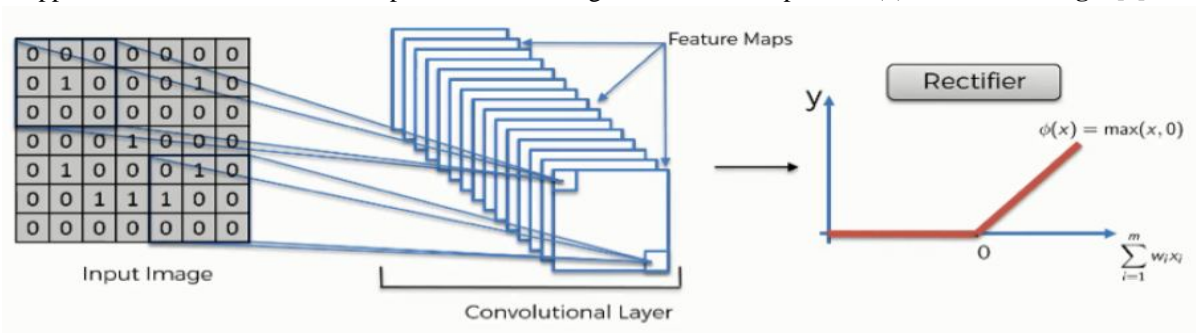 0 0 0 0 0 0 0
0 1 0 0 0 1 0
0 0 0 0 0 0 0
0 0 0 1 0 0 0
0 1 0 0 0 1 0
0 0 1 1 1 0 0
0 0 0 0 0 0 0
Input Image
Feature Maps
Convolutional Layer
Rectifier
y
ϕ(x) = max(x, 0)
0
m
∑ wᵢxᵢ
i=1